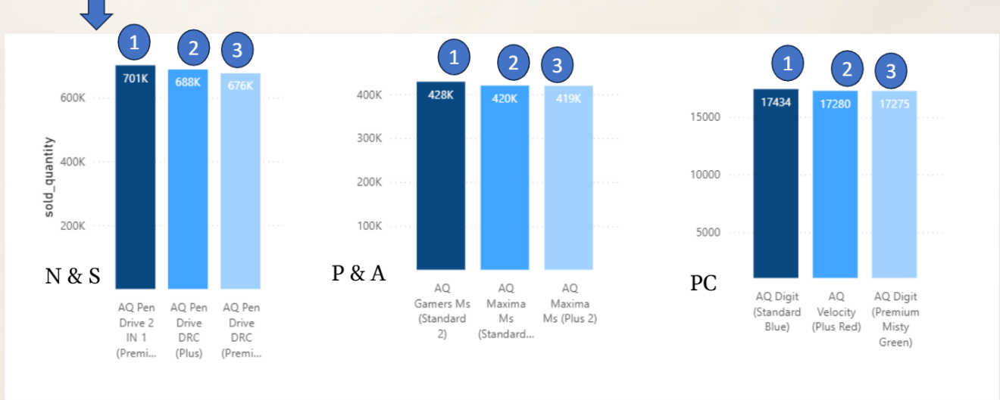 1
2
3
701K
688K
676K
600K
400K
200K
sold_quantity
N & S
AQ Pen
Drive 2
IN 1
(Premi...
AQ Pen
Drive
DRC
(Plus)
AQ Pen
Drive
DRC
(Premi...
1
2
3
428K
420K
419K
400K
300K
200K
100K
P & A
AQ
Gamers Ms
(Standard
2)
AQ
Maxima
Ms
(Standard...
AQ
Maxima
Ms (Plus 2)
1
2
3
17434
17280
17275
15000
10000
5000
PC
AQ Digit
(Standard
Blue)
AQ
Velocity
(Plus Red)
AQ Digit
(Premium
Misty
Green)